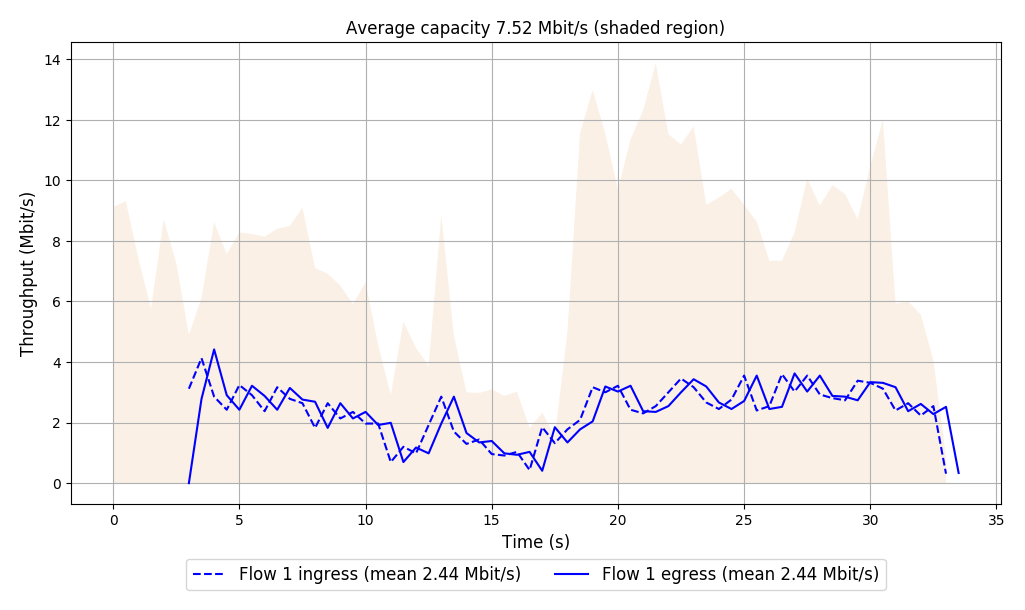 Average capacity 7.52 Mbit/s (shaded region)
14
12
10
8
6
4
2
0
Throughput (Mbit/s)
0 5 10 15 20 25 30 35
Time (s)
Flow 1 ingress (mean 2.44 Mbit/s) Flow 1 egress (mean 2.44 Mbit/s)